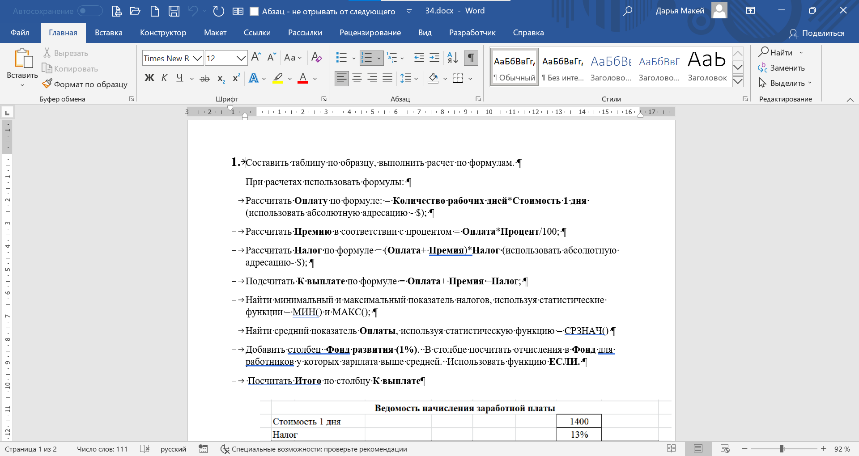 Автосохранение
Абзац - не отрывать от следующего
34.docx - Word
Дарья Макей
Файл Главная Вставка Конструктор Макет Ссылки Рассылки Рецензирование Вид Разработчик Справка Поделиться
Вставить
Вырезать
Копировать
Формат по образцу
Буфер обмена
Times New R 12
Ж К Ч ab x₂ x²
Шрифт
Абзац
АаБбВвГг, АаБбВвГг, АаБбВ АаБбВвГ АаБ
¶ Обычный ¶ Без инте... Заголово... Заголово... Заголовок
Стили
Найти
Заменить
Выделить
Редактирование
1. Составить таблицу по образцу, выполнить расчет по формулам. ¶
При расчетах использовать формулы: ¶
– Рассчитать Оплату по формуле: – Количество рабочих дней*Стоимость 1 дня
(использовать абсолютную адресацию - $); ¶
– Рассчитать Премию в соответствии с процентом – Оплата*Процент/100; ¶
– Рассчитать Налог по формуле – (Оплата+ Премия)*Налог (использовать абсолютную
адресацию- $); ¶
– Подсчитать К выплате по формуле – Оплата+ Премия –Налог; ¶
– Найти минимальный и максимальный показатель налогов, используя статистические
функции – МИН() и МАКС(); ¶
– Найти средний показатель Оплаты, используя статистическую функцию – СРЗНАЧ() ¶
– Добавить столбец Фонд развития (1%). В столбце посчитать отчисления в Фонд для
работников у которых зарплата выше средней. Использовать функцию ЕСЛИ. ¶
– Посчитать Итого по столбцу К выплате¶
Ведомость начисления заработной платы
Стоимость 1 дня 1400
Налог 13%
Страница 1 из 2 Число слов: 111 русский Специальные возможности: проверьте рекомендации 92 %